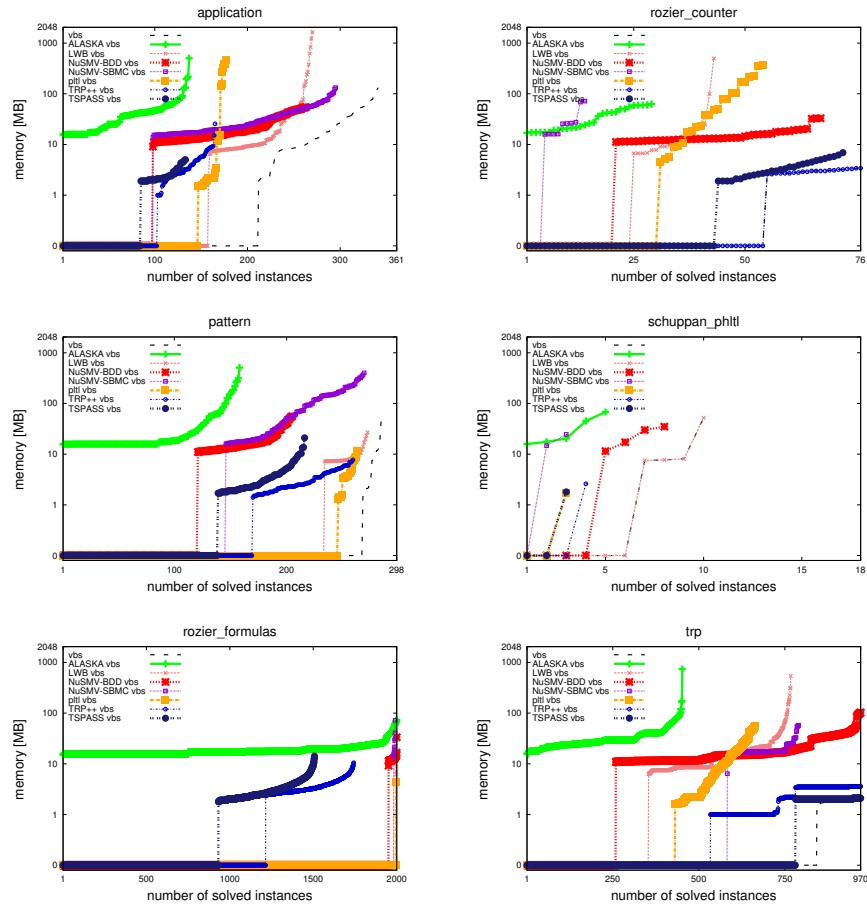 application
2048
1000
100
10
1
0
memory [MB]
vbs
ALASKA vbs
LWB vbs
NuSMV-BDD vbs
NuSMV-SBMC vbs
pltl vbs
TRP++ vbs
TSPASS vbs
1 100 200 300 361
number of solved instances
rozier_counter
2048
1000
100
10
1
0
memory [MB]
vbs
ALASKA vbs
LWB vbs
NuSMV-BDD vbs
NuSMV-SBMC vbs
pltl vbs
TRP++ vbs
TSPASS vbs
1 25 50 76
number of solved instances
pattern
2048
1000
100
10
1
0
memory [MB]
vbs
ALASKA vbs
LWB vbs
NuSMV-BDD vbs
NuSMV-SBMC vbs
pltl vbs
TRP++ vbs
TSPASS vbs
1 100 200 298
number of solved instances
schuppan_phltl
2048
1000
100
10
1
0
memory [MB]
vbs
ALASKA vbs
LWB vbs
NuSMV-BDD vbs
NuSMV-SBMC vbs
pltl vbs
TRP++ vbs
TSPASS vbs
1 5 10 15 18
number of solved instances
rozier_formulas
2048
1000
100
10
1
0
memory [MB]
vbs
ALASKA vbs
LWB vbs
NuSMV-BDD vbs
NuSMV-SBMC vbs
pltl vbs
TRP++ vbs
TSPASS vbs
1 500 1000 1500 2000
number of solved instances
trp
2048
1000
100
10
1
0
memory [MB]
vbs
ALASKA vbs
LWB vbs
NuSMV-BDD vbs
NuSMV-SBMC vbs
pltl vbs
TRP++ vbs
TSPASS vbs
1 250 500 750 970
number of solved instances